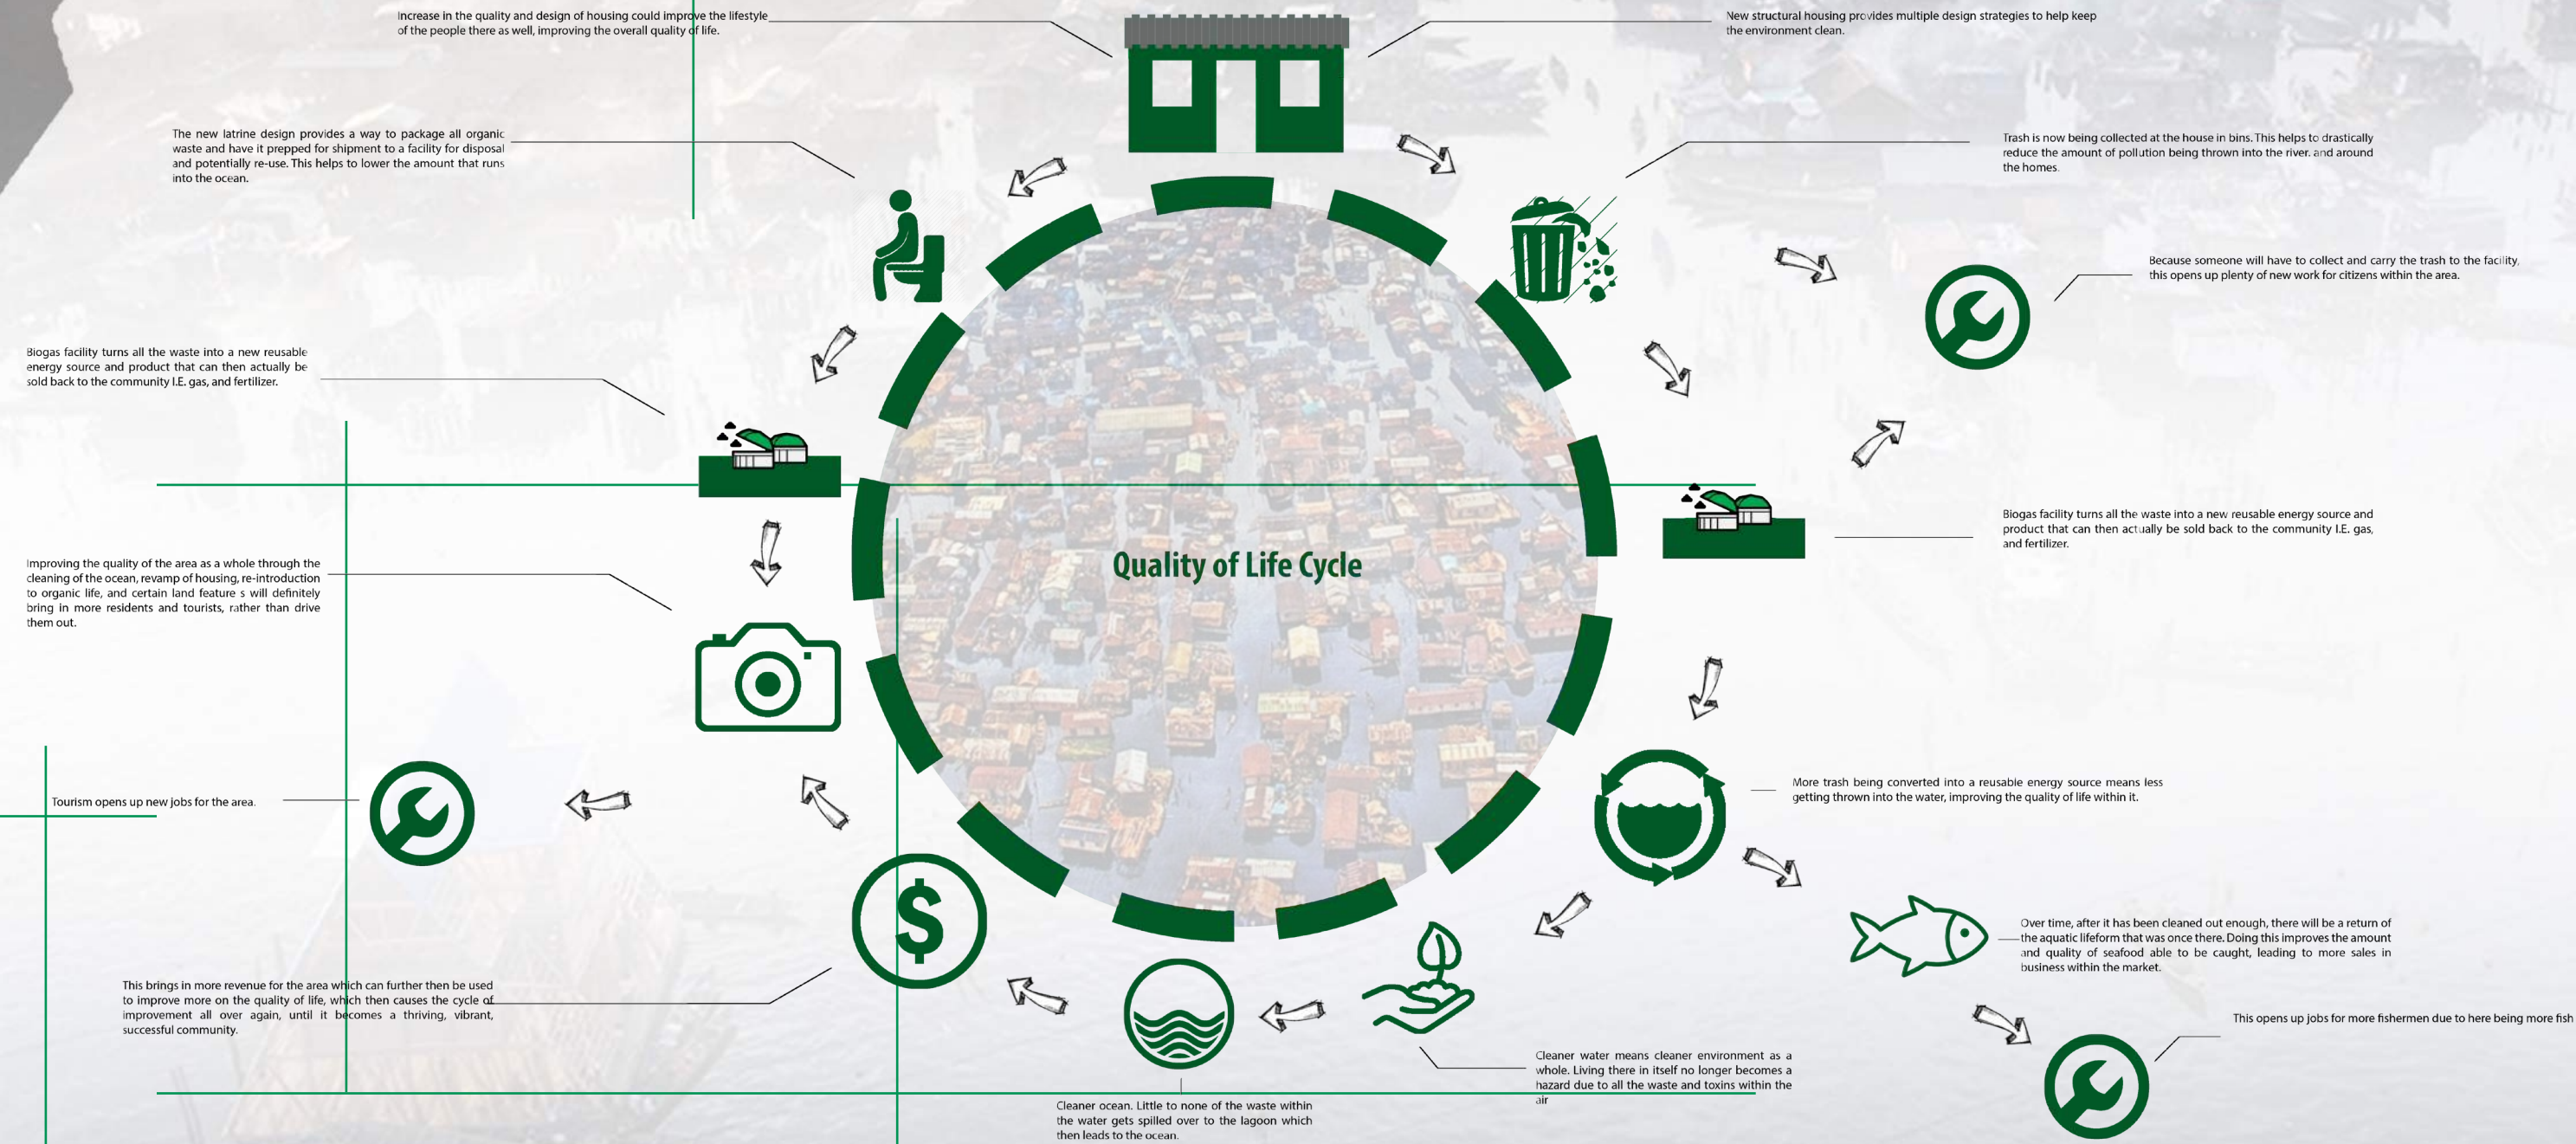 Increase in the quality and design of housing could improve the lifestyle
of the people there as well, improving the overall quality of life.
New structural housing provides multiple design strategies to help keep
the environment clean.
The new latrine design provides a way to package all organic
waste and have it prepped for shipment to a facility for disposal
and potentially re-use. This helps to lower the amount that runs
into the ocean.
Trash is now being collected at the house in bins. This helps to drastically
reduce the amount of pollution being thrown into the river. and around
the homes.
Because someone will have to collect and carry the trash to the facility,
this opens up plenty of new work for citizens within the area.
Biogas facility turns all the waste into a new reusable
energy source and product that can then actually be
sold back to the community I.E. gas, and fertilizer.
Biogas facility turns all the waste into a new reusable energy source and
product that can then actually be sold back to the community I.E. gas,
and fertilizer.
Quality of Life Cycle
Improving the quality of the area as a whole through the
cleaning of the ocean, revamp of housing, re-introduction
to organic life, and certain land feature s will definitely
bring in more residents and tourists, rather than drive
them out.
Tourism opens up new jobs for the area.
More trash being converted into a reusable energy source means less
getting thrown into the water, improving the quality of life within it.
$
Over time, after it has been cleaned out enough, there will be a return of
the aquatic lifeform that was once there. Doing this improves the amount
and quality of seafood able to be caught, leading to more sales in
business within the market.
This brings in more revenue for the area which can further then be used
to improve more on the quality of life, which then causes the cycle of
improvement all over again, until it becomes a thriving, vibrant,
successful community.
This opens up jobs for more fishermen due to here being more fish
Cleaner water means cleaner environment as a
whole. Living there in itself no longer becomes a
hazard due to all the waste and toxins within the
air
Cleaner ocean. Little to none of the waste within
the water gets spilled over to the lagoon which
then leads to the ocean.